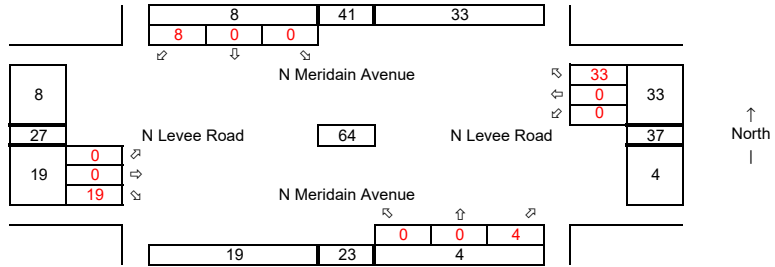 8 41 33
8 0 0
⬃ ⇩ ⬂
N Meridain Avenue
⬁ 33
8 ⇦ 0 33
⬃ 0
27 N Levee Road 64 N Levee Road 37
↑
North
|
0 ⬀
19 0 ⇨ 4
19 ⬂
N Meridain Avenue
⬁ ⇧ ⬀
0 0 4
19 23 4